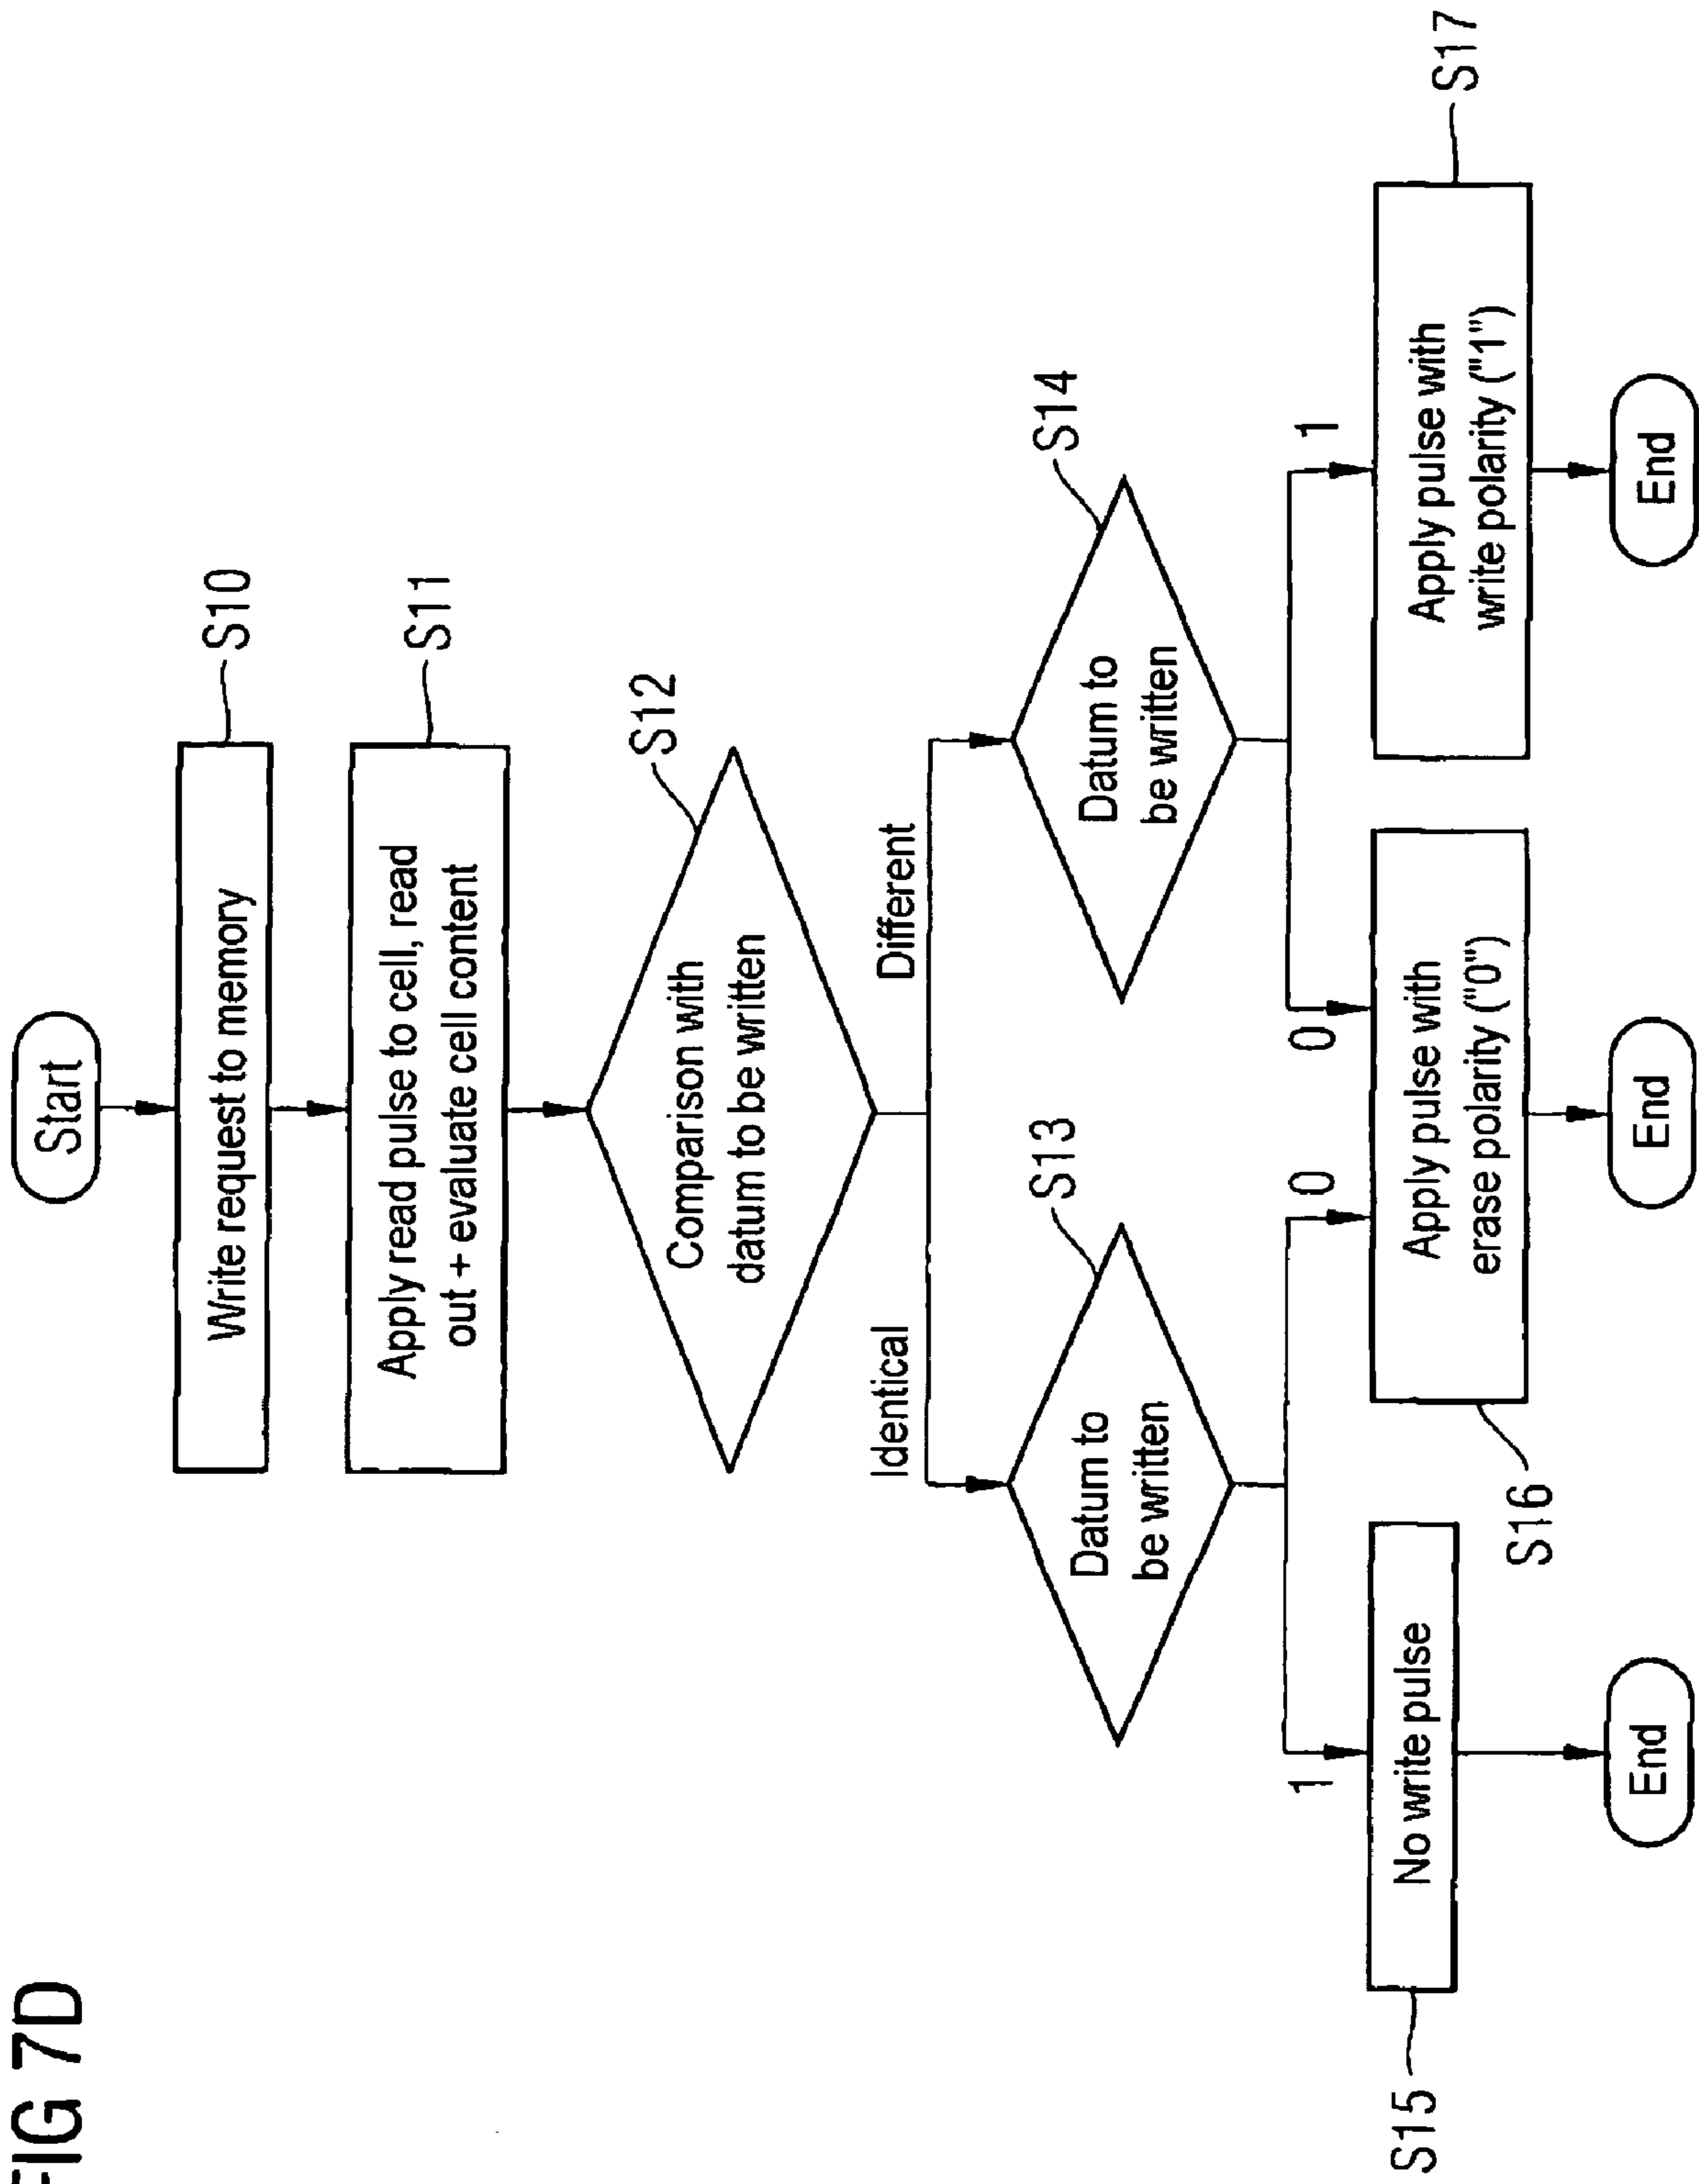 FIG 7D
Start
Write request to memory
S10
Apply read pulse to cell, read
out + evaluate cell content
S11
Comparison with
datum to be written
S12
Identical
Different
Datum to
be written
S13
Datum to
be written
S14
1
0
0
1
S15
No write pulse
Apply pulse with
erase polarity ("0")
S16
Apply pulse with
write polarity ("1")
S17
End
End
End